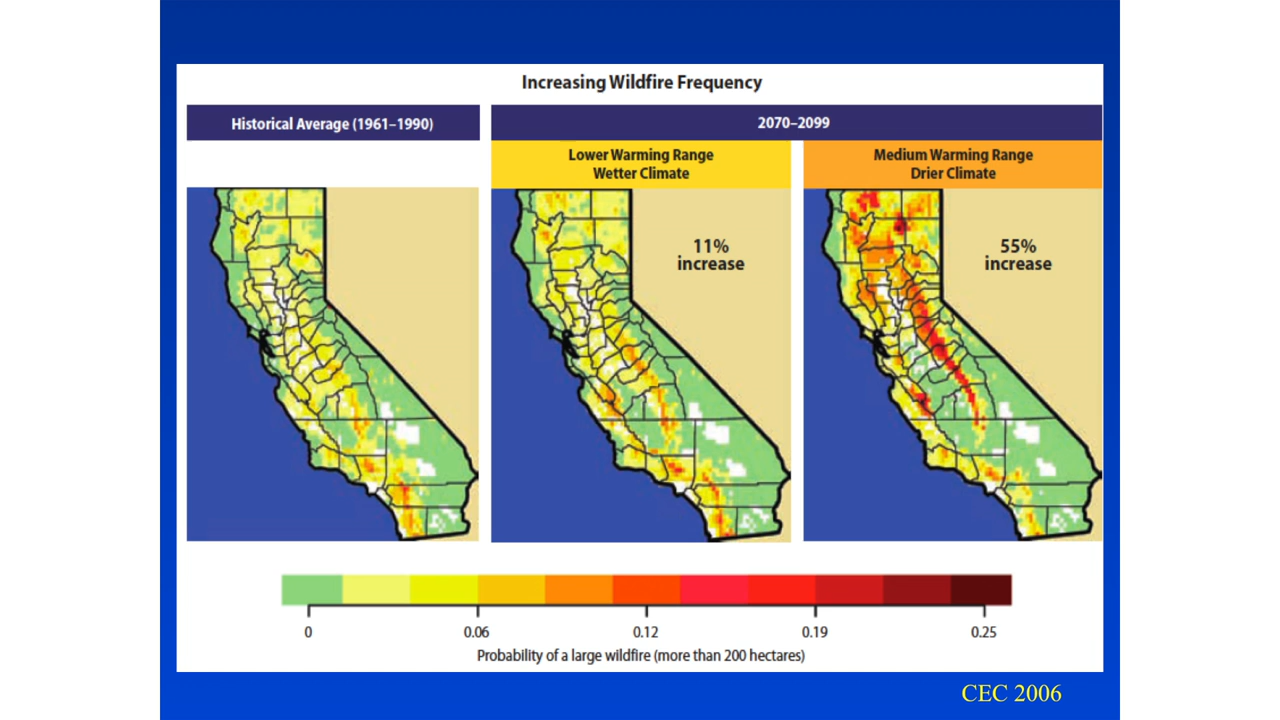 Increasing Wildfire Frequency
Historical Average (1961–1990)
2070–2099
Lower Warming Range
Wetter Climate
Medium Warming Range
Drier Climate
11%
increase
55%
increase
0 0.06 0.12 0.19 0.25
Probability of a large wildfire (more than 200 hectares)
CEC 2006